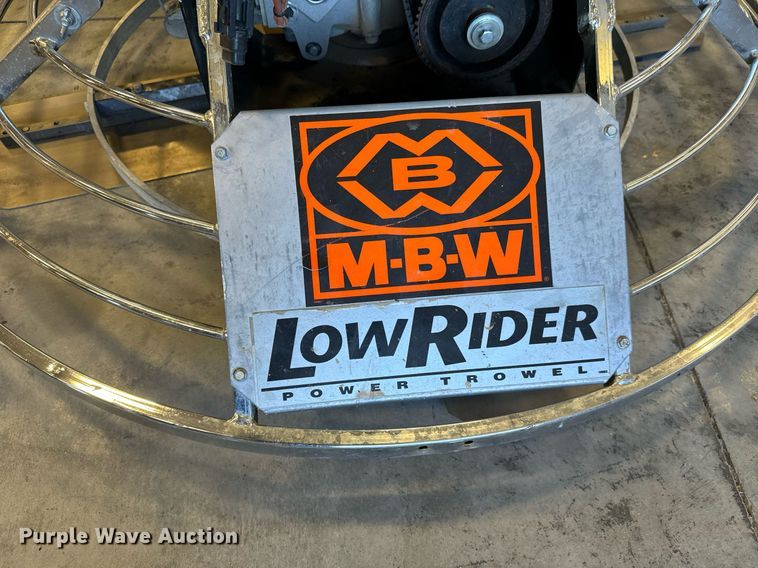 B
M-B-W
LOWRIDER
POWER TROWEL
Purple Wave Auction